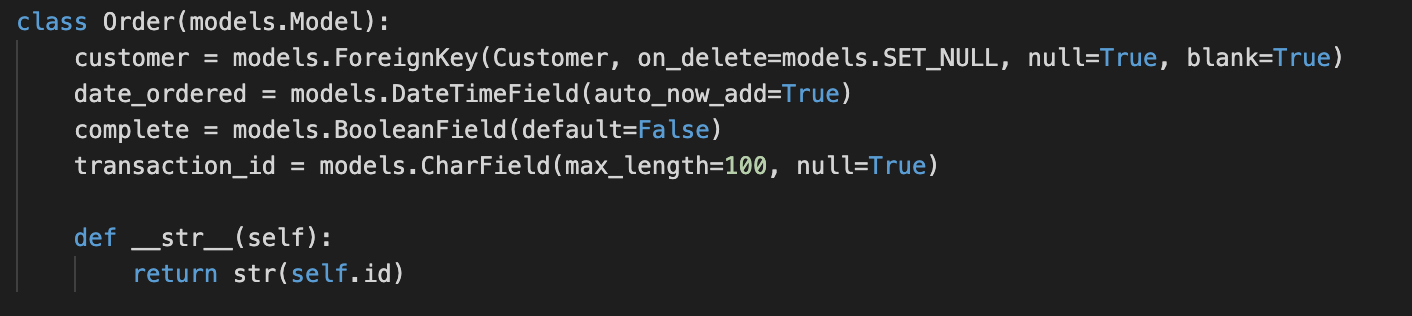 class Order(models.Model):
    customer = models.ForeignKey(Customer, on_delete=models.SET_NULL, null=True, blank=True)
    date_ordered = models.DateTimeField(auto_now_add=True)
    complete = models.BooleanField(default=False)
    transaction_id = models.CharField(max_length=100, null=True)

    def __str__(self):
        return str(self.id)